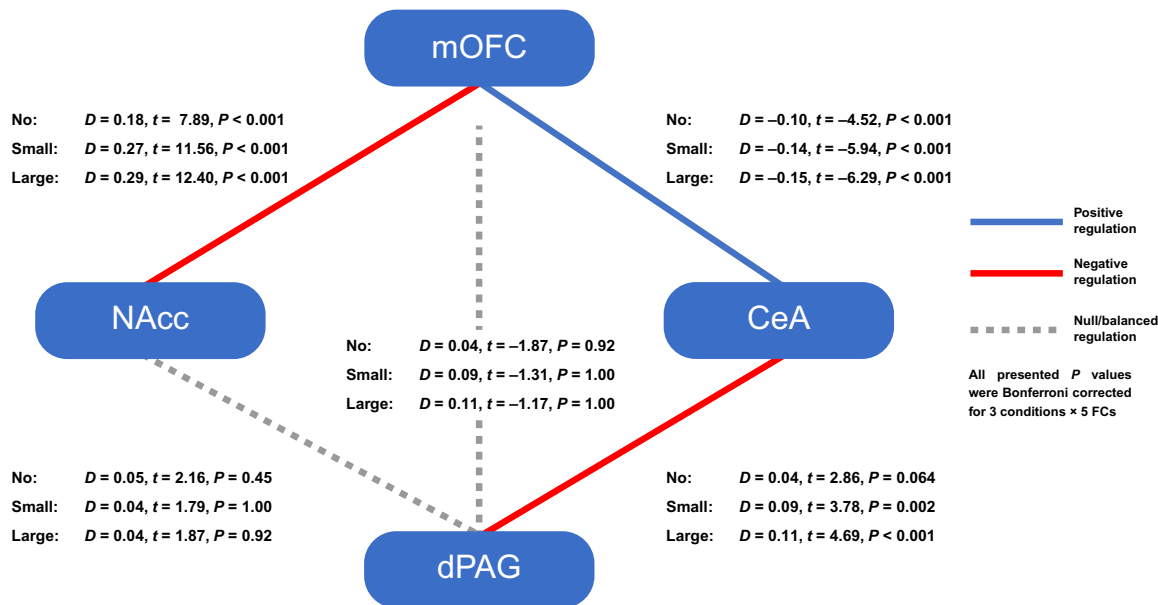 mOFC
No: D = 0.18, t = 7.89, P < 0.001
Small: D = 0.27, t = 11.56, P < 0.001
Large: D = 0.29, t = 12.40, P < 0.001
No: D = –0.10, t = –4.52, P < 0.001
Small: D = –0.14, t = –5.94, P < 0.001
Large: D = –0.15, t = –6.29, P < 0.001
Positive
regulation
Negative
regulation
Null/balanced
regulation
All presented P values
were Bonferroni corrected
for 3 conditions × 5 FCs
NAcc
CeA
No: D = 0.04, t = –1.87, P = 0.92
Small: D = 0.09, t = –1.31, P = 1.00
Large: D = 0.11, t = –1.17, P = 1.00
No: D = 0.05, t = 2.16, P = 0.45
Small: D = 0.04, t = 1.79, P = 1.00
Large: D = 0.04, t = 1.87, P = 0.92
No: D = 0.04, t = 2.86, P = 0.064
Small: D = 0.09, t = 3.78, P = 0.002
Large: D = 0.11, t = 4.69, P < 0.001
dPAG